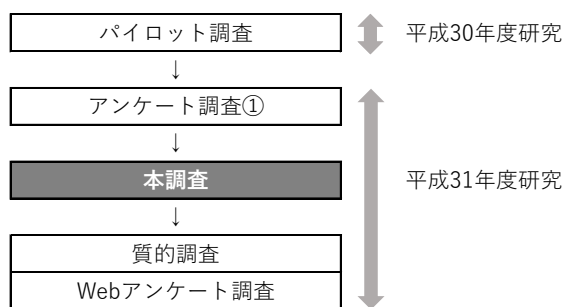 パイロット調査
平成30年度研究
↓
アンケート調査①
↓
本調査
平成31年度研究
↓
質的調査
Webアンケート調査